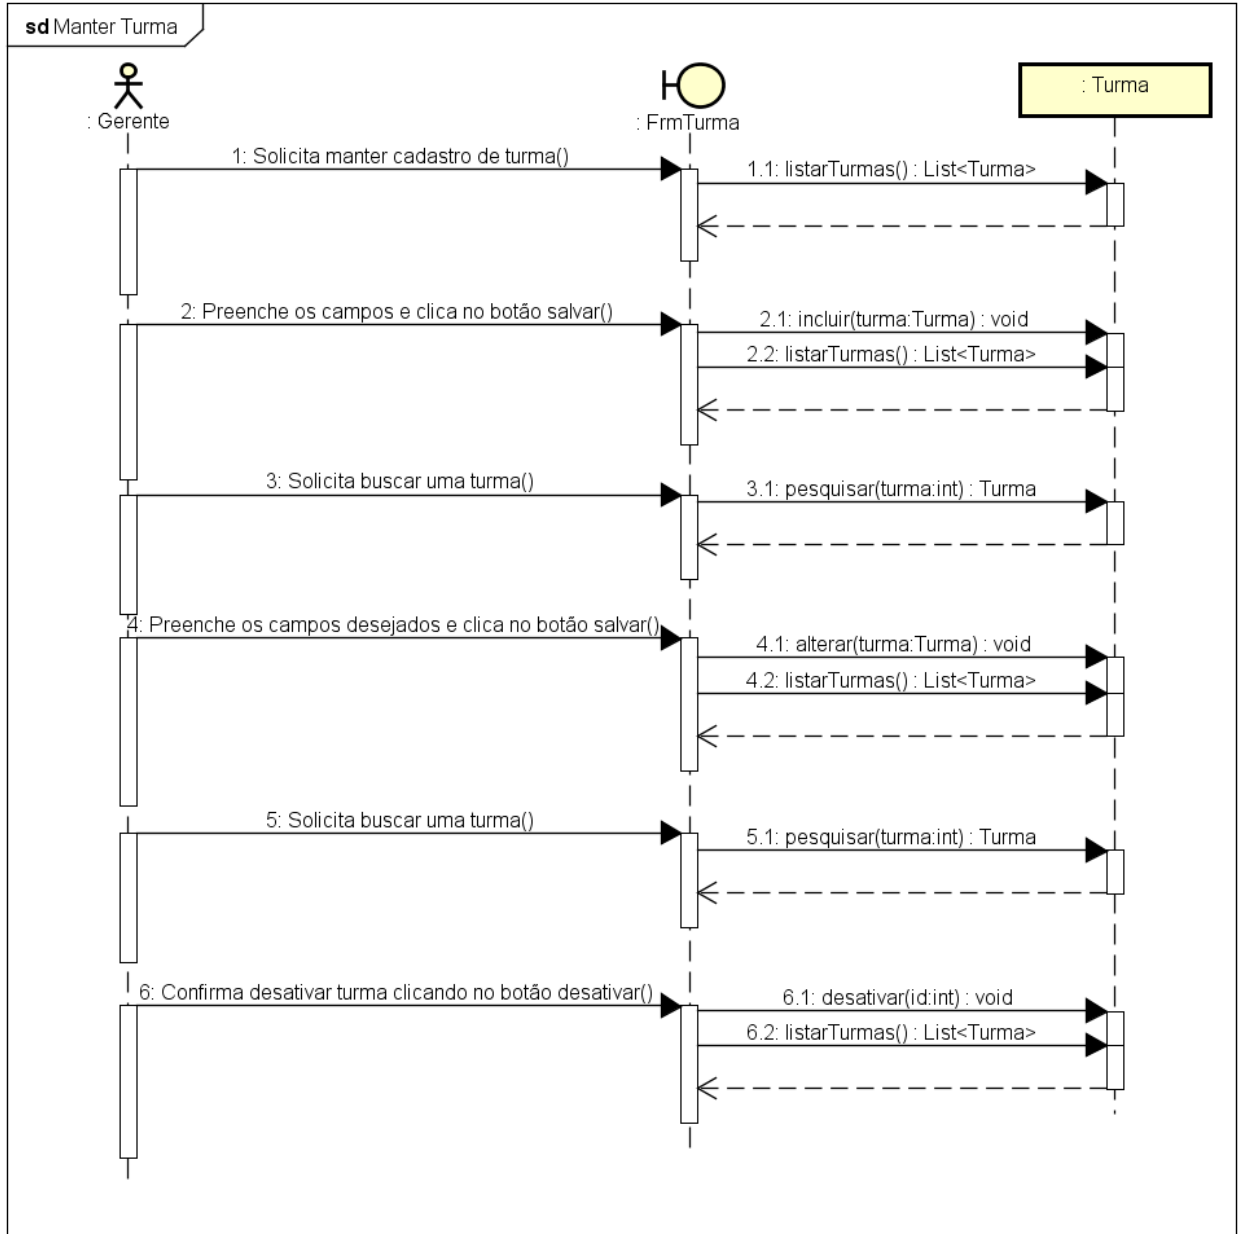 sd Manter Turma
: Gerente
: FrmTurma
: Turma
1: Solicita manter cadastro de turma()
1.1: listarTurmas() : List<Turma>
2: Preenche os campos e clica no botão salvar()
2.1: incluir(turma:Turma) : void
2.2: listarTurmas() : List<Turma>
3: Solicita buscar uma turma()
3.1: pesquisar(turma:int) : Turma
4: Preenche os campos desejados e clica no botão salvar()
4.1: alterar(turma:Turma) : void
4.2: listarTurmas() : List<Turma>
5: Solicita buscar uma turma()
5.1: pesquisar(turma:int) : Turma
6: Confirma desativar turma clicando no botão desativar()
6.1: desativar(id:int) : void
6.2: listarTurmas() : List<Turma>